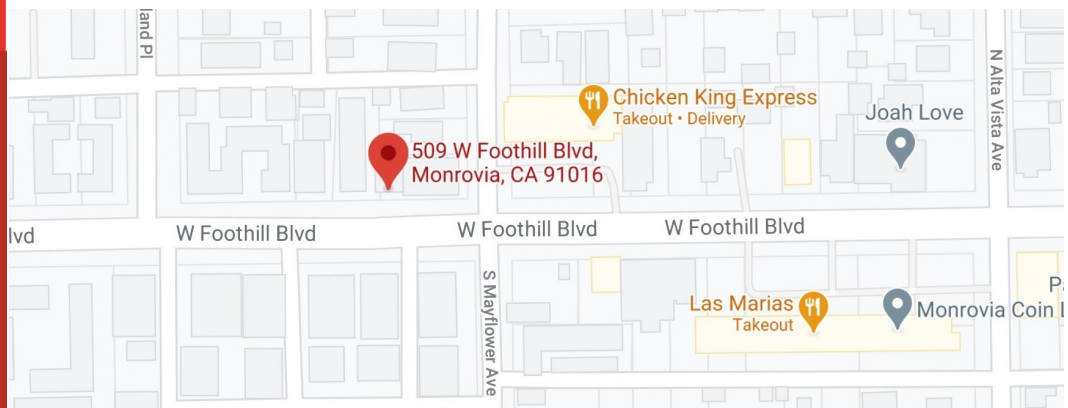 land Pl
Chicken King Express
Takeout • Delivery
Joah Love
N Alta Vista Ave
509 W Foothill Blvd,
Monrovia, CA 91016
lvd
W Foothill Blvd
W Foothill Blvd
W Foothill Blvd
S Mayflower Ave
Las Marias
Takeout
Pa
Monrovia Coin L